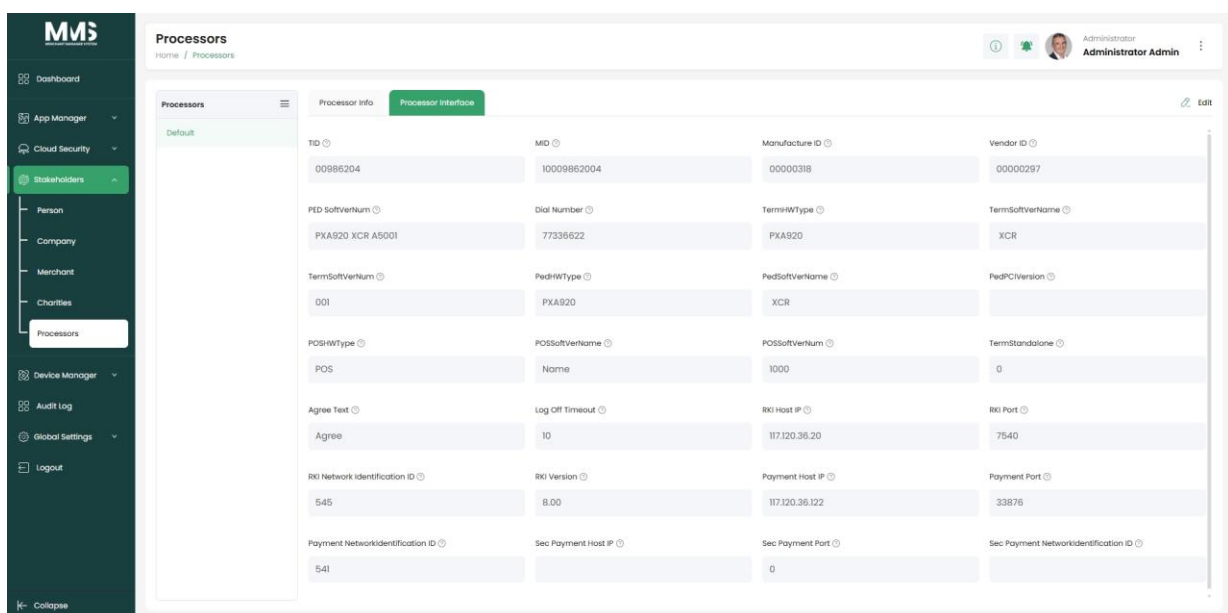 MMS
Processors
Home / Processors
Administrator
Administrator Admin
Dashboard
App Manager
Cloud Security
Stakeholders
Person
Company
Merchant
Charities
Processors
Device Manager
Audit Log
Global Settings
Logout
Collapse
Processors
Default
Processor Info
Processor Interface
Edit
TID MID Manufacture ID Vendor ID
00986204 10009862004 00000318 00000297
PED SoftVerNum Dial Number TermHWType TermSoftVerName
PXA920 XCR A5001 77336622 PXA920 XCR
TermSoftVerNum PedHWType PedSoftVerName PedPCIVersion
001 PXA920 XCR
POSHWType POSSoftVerName POSSoftVerNum TermStandalone
POS Name 1000 0
Agree Text Log Off Timeout RKI Host IP RKI Port
Agree 10 117.120.36.20 7540
RKI Network Identification ID RKI Version Payment Host IP Payment Port
545 8.00 117.120.36.122 33876
Payment NetworkIdentification ID Sec Payment Host IP Sec Payment Port Sec Payment NetworkIdentification ID
541 0